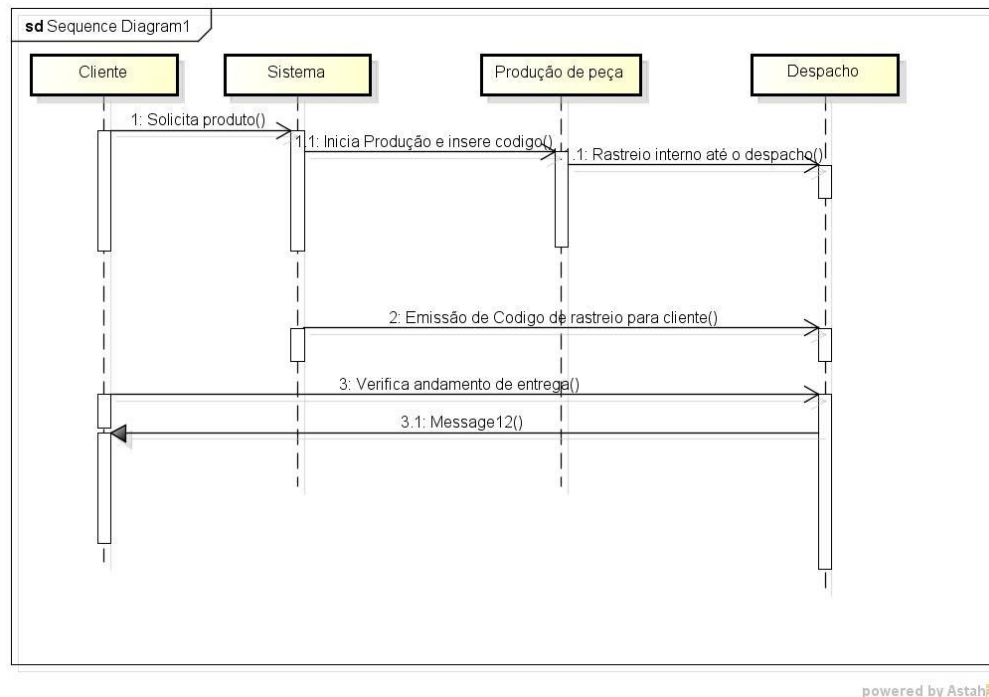 sd Sequence Diagram1
Cliente
Sistema
Produção de peça
Despacho
1: Solicita produto()
1.1: Inicia Produção e insere codigo()
.1.1: Rastreio interno até o despacho()
2: Emissão de Codigo de rastreio para cliente()
3: Verifica andamento de entrega()
3.1: Message12()
powered by Astah